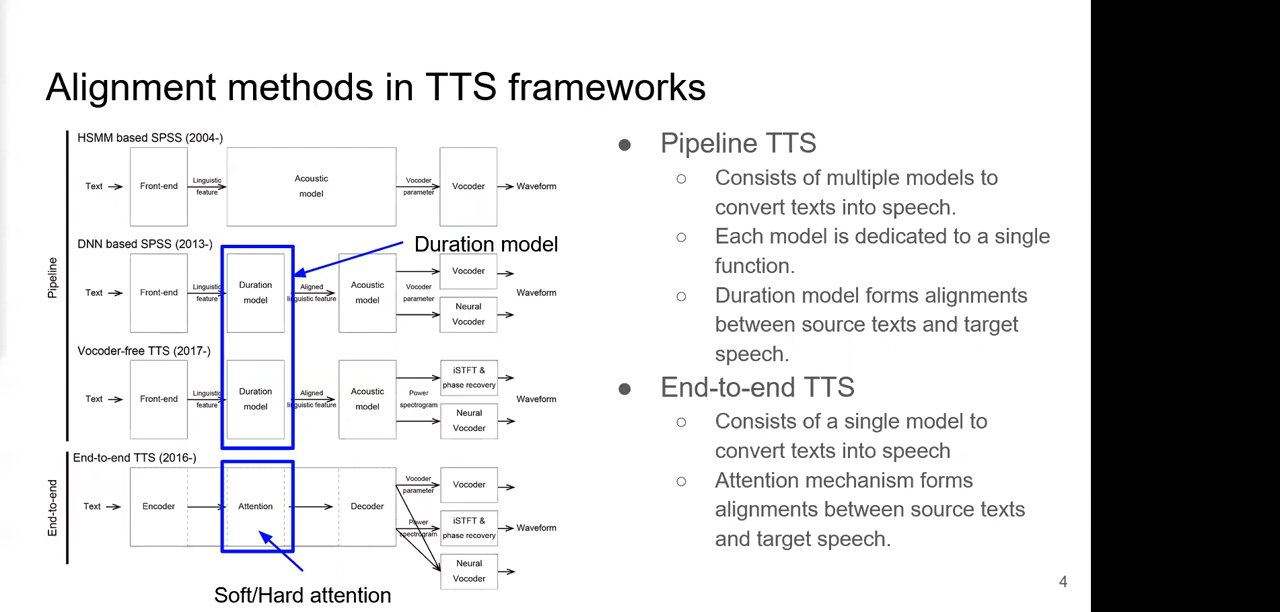 Alignment methods in TTS frameworks
HSMM based SPSS (2004-)
Text
Front-end
Linguistic
feature
Acoustic
model
Vocoder
parameter
Vocoder
Waveform
DNN based SPSS (2013-)
Duration model
Text
Front-end
Linguistic
feature
Duration
model
Aligned
linguistic feature
Acoustic
model
Vocoder
parameter
Vocoder
Neural
Vocoder
Waveform
Pipeline
Vocoder-free TTS (2017-)
Text
Front-end
Linguistic
feature
Duration
model
Aligned
linguistic feature
Acoustic
model
Power
spectrogram
iSTFT &
phase recovery
Neural
Vocoder
Waveform
End-to-end TTS (2016-)
End-to-end
Text
Encoder
Attention
Decoder
Vocoder
parameter
Power
spectrogram
Vocoder
iSTFT &
phase recovery
Neural
Vocoder
Waveform
Soft/Hard attention
● Pipeline TTS
○ Consists of multiple models to
convert texts into speech.
○ Each model is dedicated to a single
function.
○ Duration model forms alignments
between source texts and target
speech.
● End-to-end TTS
○ Consists of a single model to
convert texts into speech
○ Attention mechanism forms
alignments between source texts
and target speech.
4